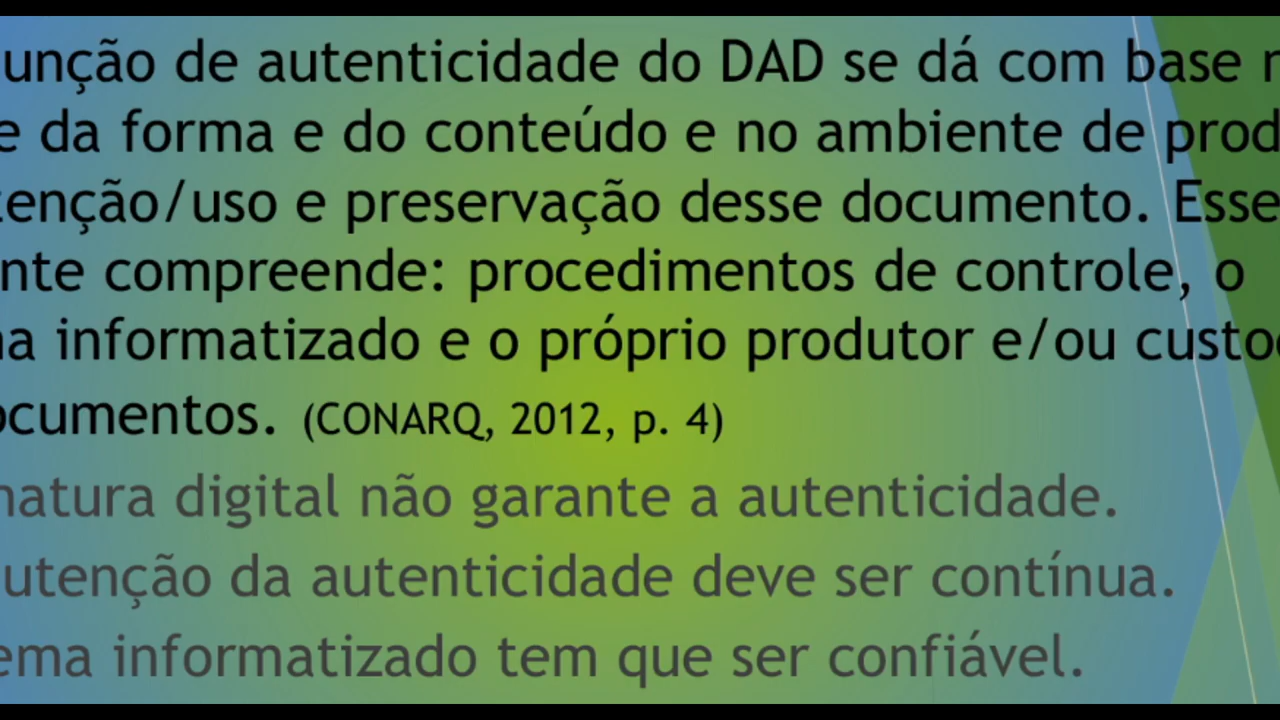 unção de autenticidade do DAD se dá com base
e da forma e do conteúdo e no ambiente de prod
tenção/uso e preservação desse documento. Esse
nte compreende: procedimentos de controle, o
a informatizado e o próprio produtor e/ou custo
ocumentos. (CONARQ, 2012, p. 4)
natura digital não garante a autenticidade.
utenção da autenticidade deve ser contínua.
ema informatizado tem que ser confiável.